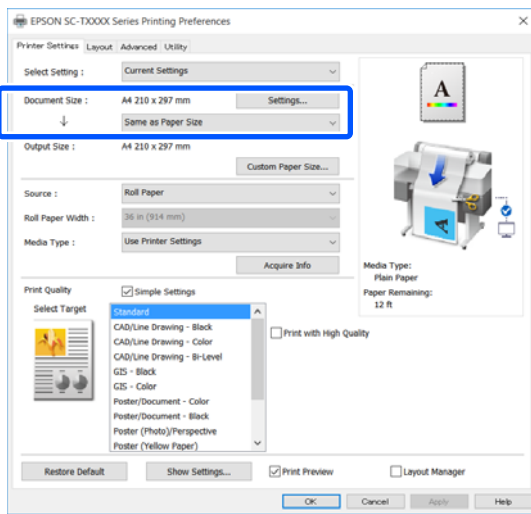 EPSON SC-TXXXX Series Printing Preferences
Printer Settings Layout Advanced Utility
Select Setting : Current Settings
Document Size : A4 210 x 297 mm Settings...
↓ Same as Paper Size
Output Size : A4 210 x 297 mm
Custom Paper Size...
Source : Roll Paper
Roll Paper Width : 36 in (914 mm)
Media Type : Use Printer Settings
Acquire Info
Print Quality Simple Settings
Select Target
Standard
CAD/Line Drawing - Black
CAD/Line Drawing - Color
CAD/Line Drawing - Bi-Level
GIS - Black
GIS - Color
Poster/Document - Color
Poster/Document - Black
Poster (Photo)/Perspective
Poster (Yellow Paper)
Print with High Quality
A
A
Media Type:
Plain Paper
Paper Remaining:
12 ft
Restore Default Show Settings... Print Preview Layout Manager
OK Cancel Apply Help